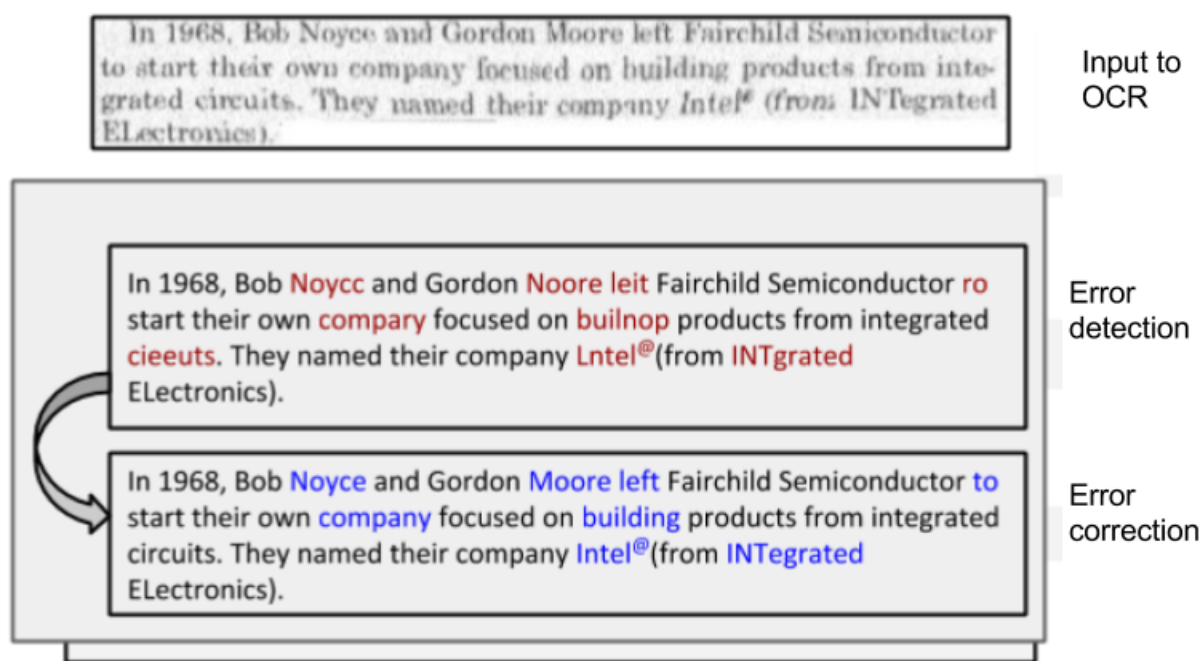 In 1968, Bob Noyce and Gordon Moore left Fairchild Semiconductor
to start their own company focused on building products from inte-
grated circuits. They named their company Intel® (from INTegrated
ELectronics).
Input to
OCR
In 1968, Bob Noycc and Gordon Noore leit Fairchild Semiconductor ro
start their own compary focused on builnop products from integrated
cieeuts. They named their company Lntel@(from INTgrated
ELectronics).
Error
detection
In 1968, Bob Noyce and Gordon Moore left Fairchild Semiconductor to
start their own company focused on building products from integrated
circuits. They named their company Intel@(from INTegrated
ELectronics).
Error
correction